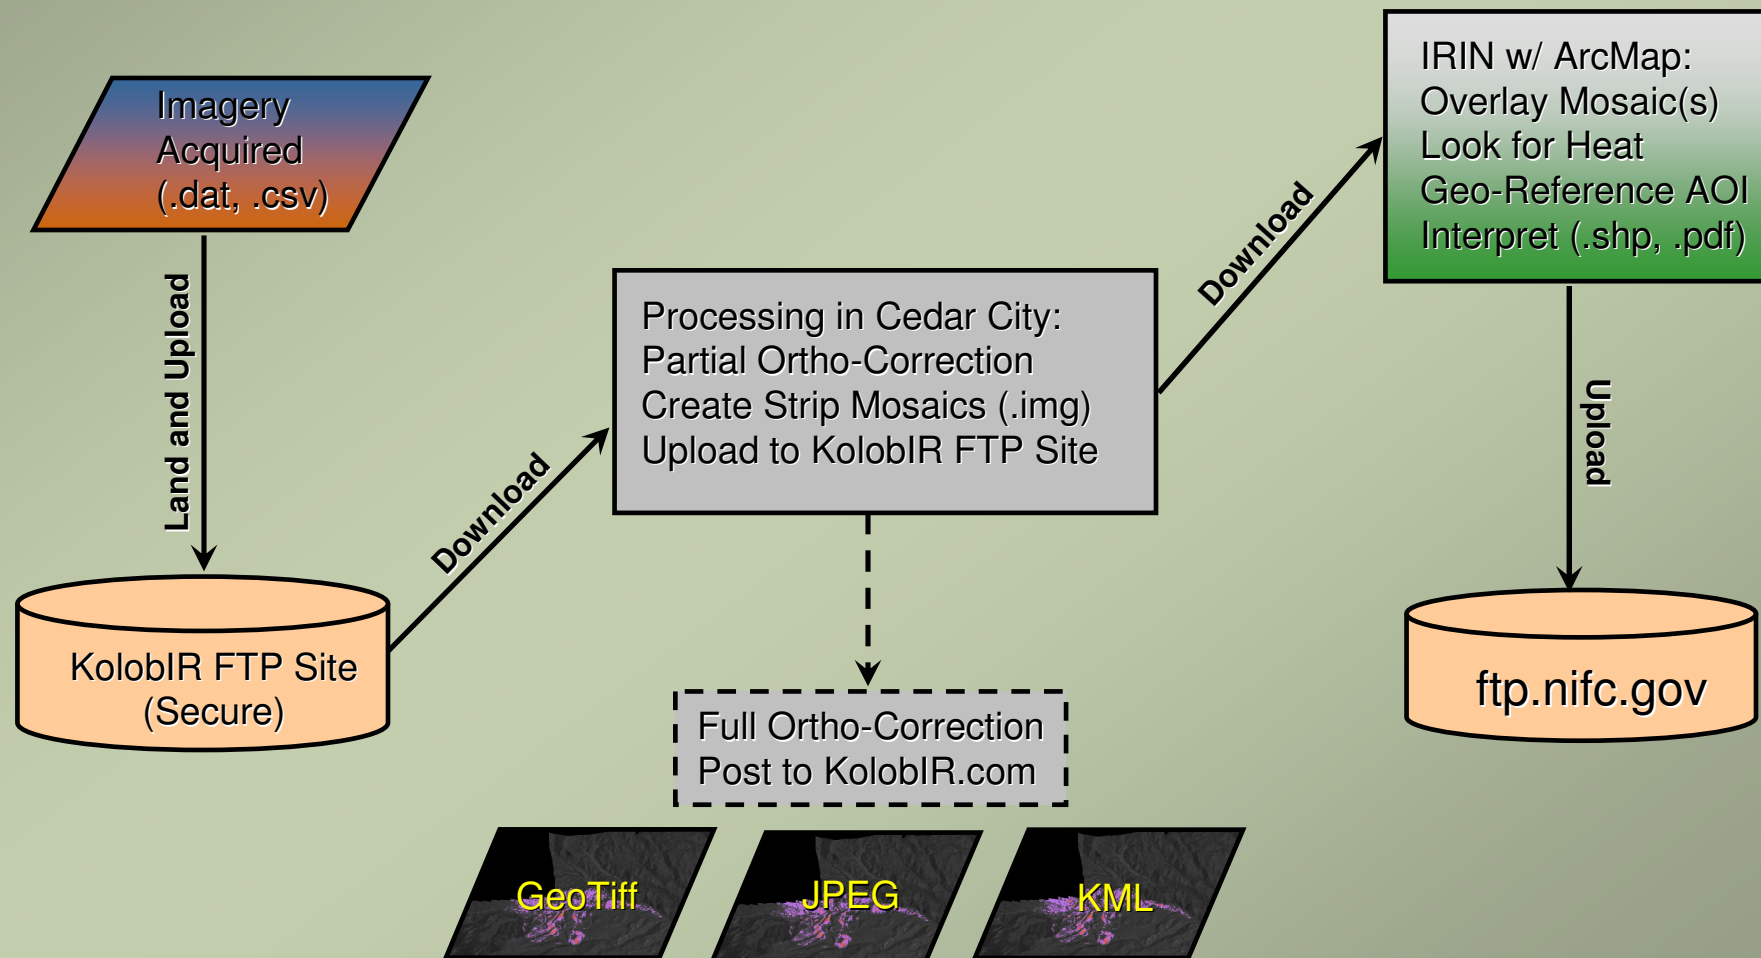 Imagery
Acquired
(.dat, .csv)
Land and Upload
KolobIR FTP Site
(Secure)
Download
Processing in Cedar City:
Partial Ortho-Correction
Create Strip Mosaics (.img)
Upload to KolobIR FTP Site
Full Ortho-Correction
Post to KolobIR.com
GeoTiff
JPEG
KML
Download
IRIN w/ ArcMap:
Overlay Mosaic(s)
Look for Heat
Geo-Reference AOI
Interpret (.shp, .pdf)
Upload
ftp.nifc.gov